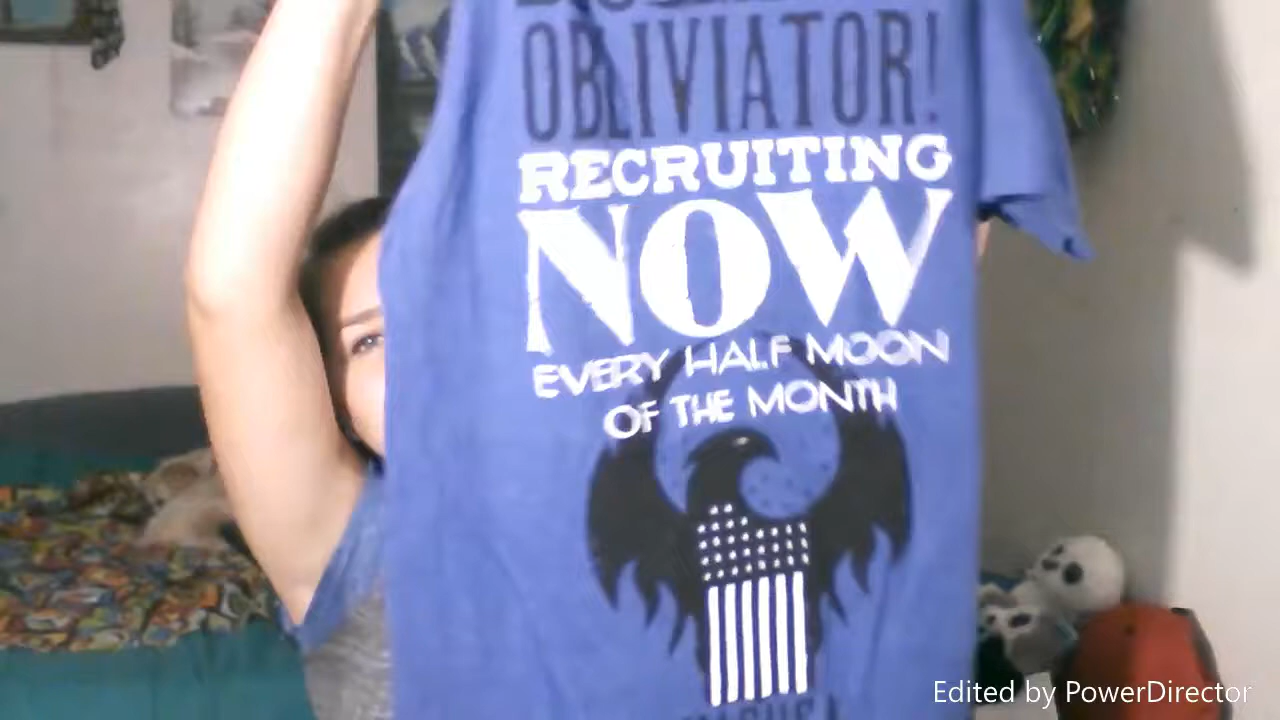 OBLIVIATOR!
RECRUITING
NOW
EVERY HALF MOON
OF THE MONTH
Edited by PowerDirector